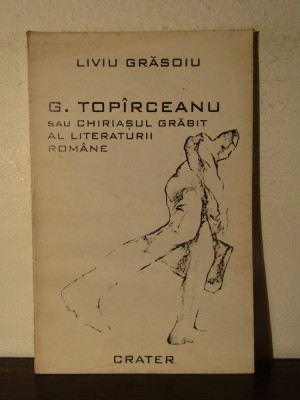 LIVIU GRĂSOIU
G. TOPÎRCEANU
SAU CHIRIAȘUL GRĂBIT
AL LITERATURII
ROMÂNE
CRATER